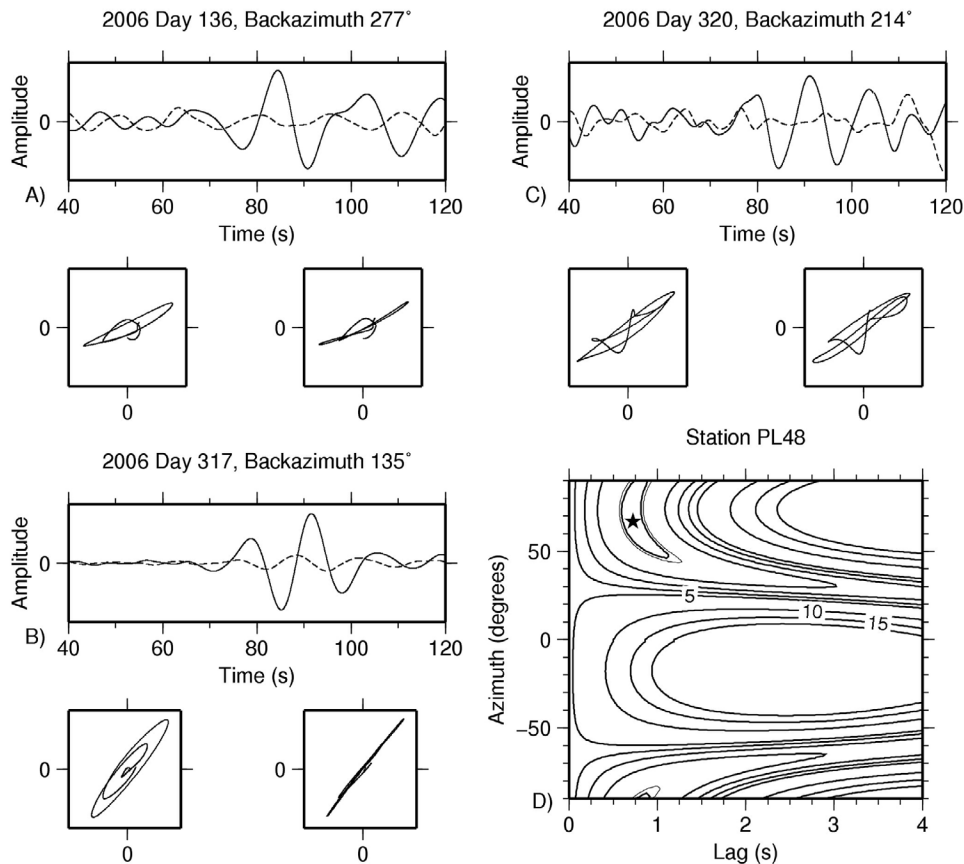 2006 Day 136, Backazimuth 277°
Amplitude
0
A)
40 60 80 100 120
Time (s)
0
0
0
0
2006 Day 320, Backazimuth 214°
Amplitude
0
C)
40 60 80 100 120
Time (s)
0
0
0
0
2006 Day 317, Backazimuth 135°
Amplitude
0
B)
40 60 80 100 120
Time (s)
0
0
0
0
Station PL48
Azimuth (degrees)
50
0
−50
5
10
15
D)
0 1 2 3 4
Lag (s)